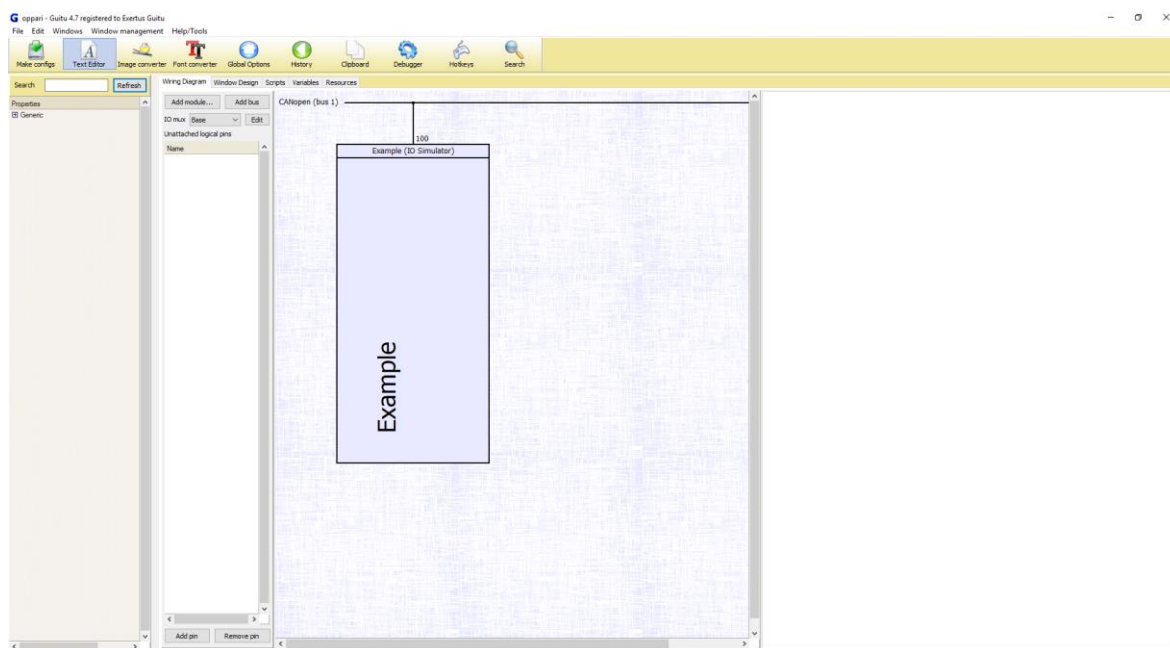 G oppari - Guitu 4.7 registered to Exertus Guitu
File Edit Windows Window management Help/Tools
Make configs Text Editor Image converter Font converter Global Options History Clipboard Debugger Hotkeys Search
Search Refresh Wiring Diagram Window Design Scripts Variables Resources
Properties Add module... Add bus CANopen (bus 1)
Generic IO mux Base Edit
Unattached logical pins
100
Name Example (IO Simulator)
Example
Add pin Remove pin